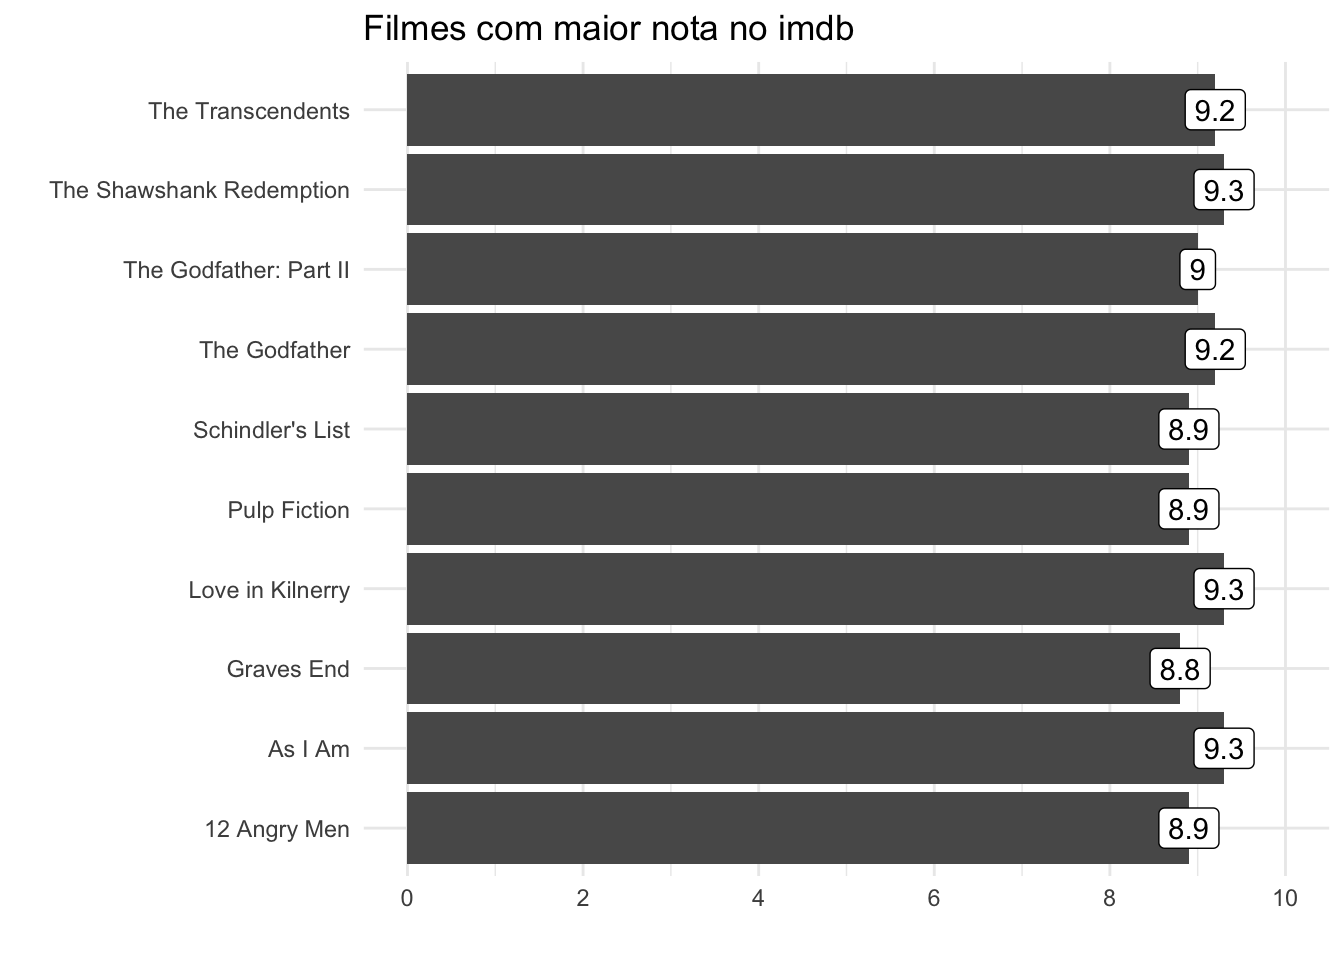 Filmes com maior nota no imdb
The Transcendents 9.2
The Shawshank Redemption 9.3
The Godfather: Part II 9
The Godfather 9.2
Schindler's List 8.9
Pulp Fiction 8.9
Love in Kilnerry 9.3
Graves End 8.8
As I Am 9.3
12 Angry Men 8.9
0 2 4 6 8 10